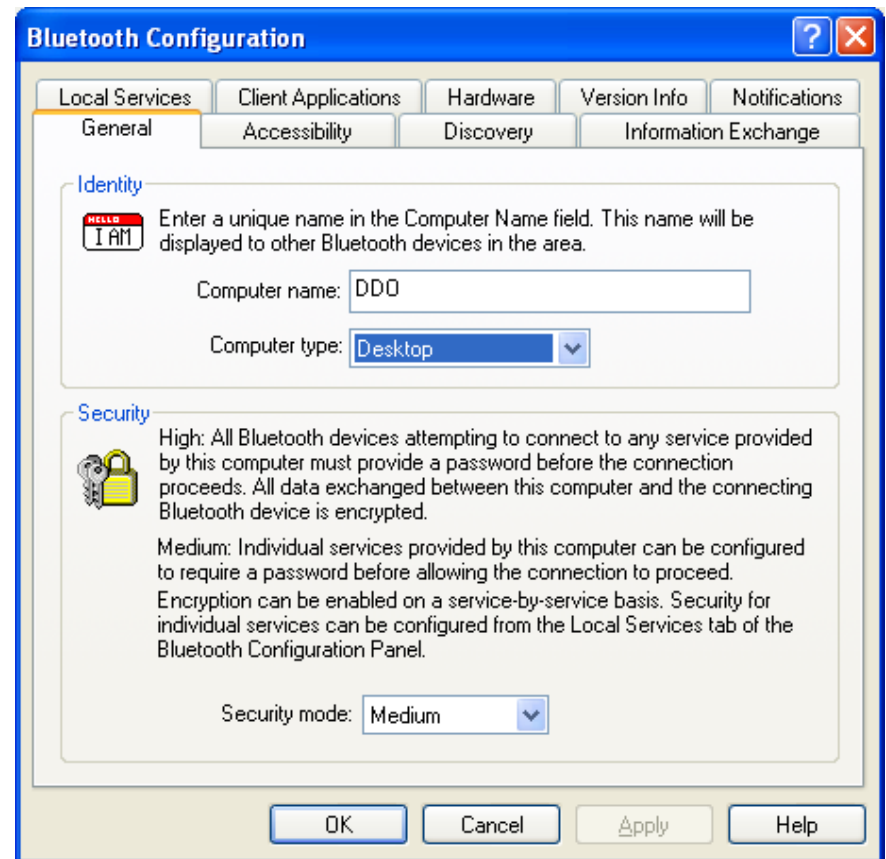 Bluetooth Configuration
Local Services Client Applications Hardware Version Info Notifications
General Accessibility Discovery Information Exchange
Identity
HELLO
I AM
Enter a unique name in the Computer Name field. This name will be
displayed to other Bluetooth devices in the area.
Computer name: DDO
Computer type: Desktop
Security
High: All Bluetooth devices attempting to connect to any service provided
by this computer must provide a password before the connection
proceeds. All data exchanged between this computer and the connecting
Bluetooth device is encrypted.
Medium: Individual services provided by this computer can be configured
to require a password before allowing the connection to proceed.
Encryption can be enabled on a service-by-service basis. Security for
individual services can be configured from the Local Services tab of the
Bluetooth Configuration Panel.
Security mode: Medium
OK Cancel Apply Help